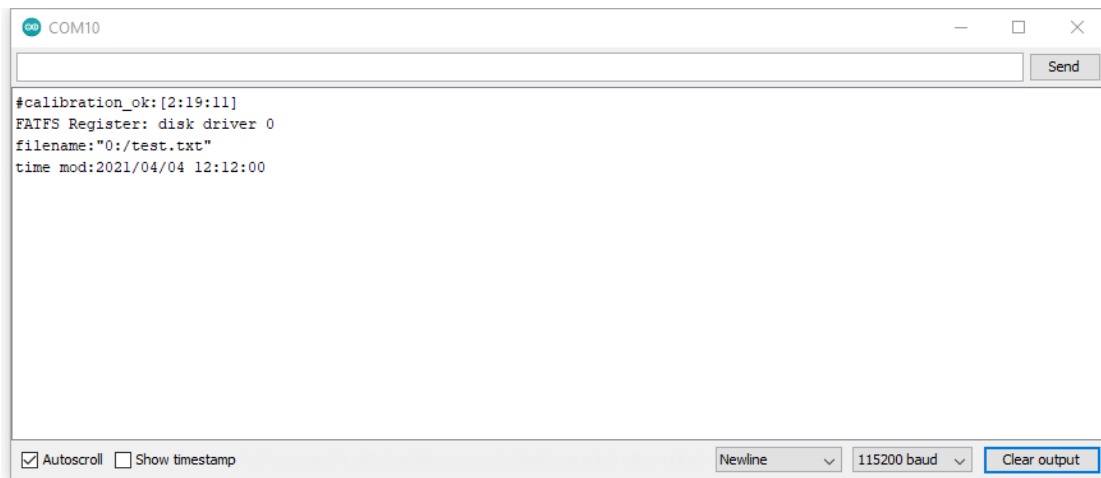 COM10
Send
#calibration_ok:[2:19:11]
FATFS Register: disk driver 0
filename:"0:/test.txt"
time mod:2021/04/04 12:12:00
Autoscroll Show timestamp Newline 115200 baud Clear output